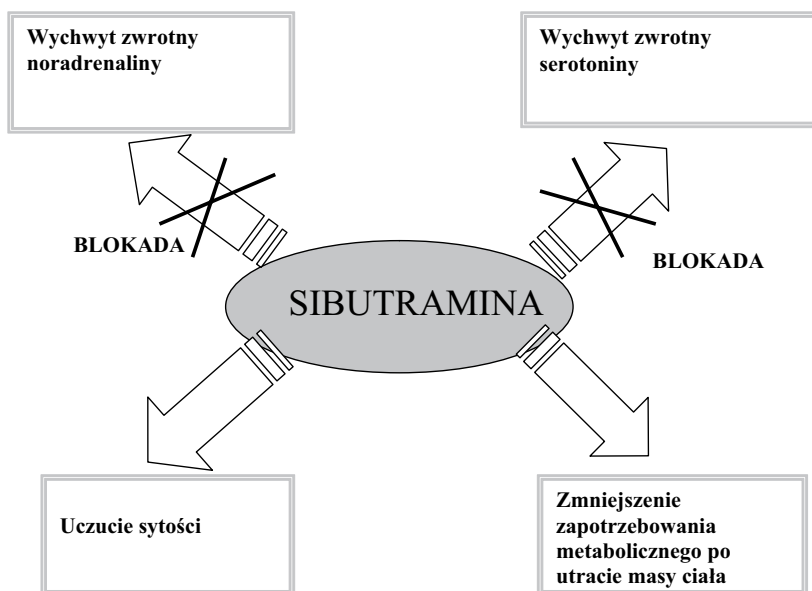 Wychwyt zwrotny
noradrenaliny
Wychwyt zwrotny
serotoniny
BLOKADA
BLOKADA
SIBUTRAMINA
Uczucie sytości
Zmniejszenie
zapotrzebowania
metabolicznego po
utracie masy ciała